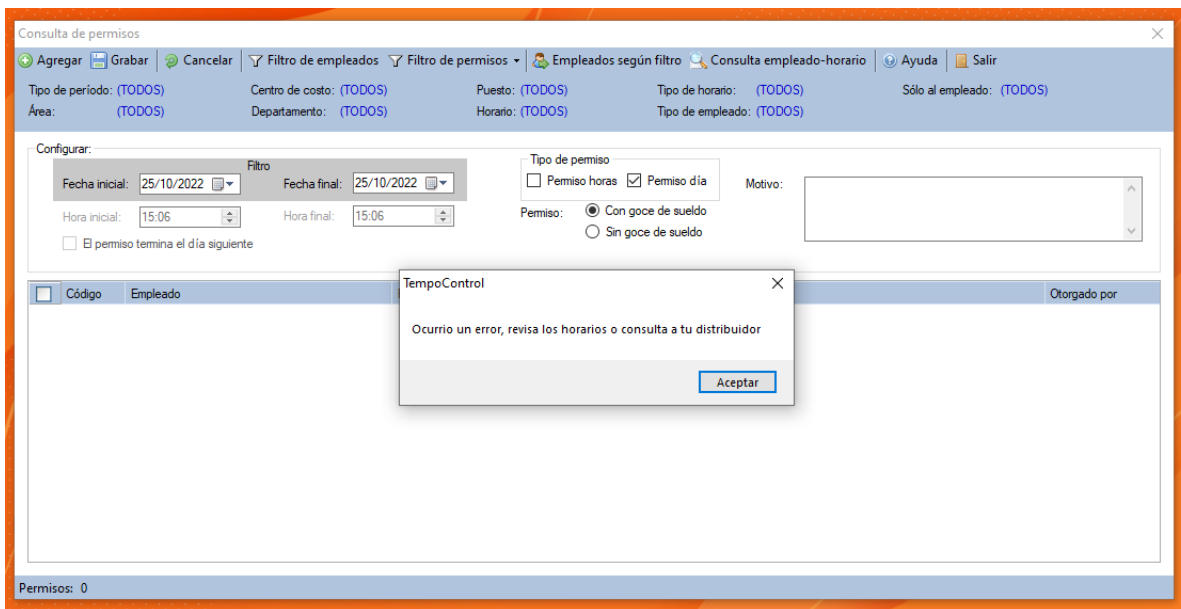 Consulta de permisos
Agregar Grabar Cancelar Filtro de empleados Filtro de permisos Empleados según filtro Consulta empleado-horario Ayuda Salir
Tipo de período: (TODOS) Centro de costo: (TODOS) Puesto: (TODOS) Tipo de horario: (TODOS) Sólo al empleado: (TODOS)
Área: (TODOS) Departamento: (TODOS) Horario: (TODOS) Tipo de empleado: (TODOS)
Configurar:
Filtro
Tipo de permiso
Fecha inicial: 25/10/2022 Fecha final: 25/10/2022 Permiso horas Permiso día Motivo:
Hora inicial: 15:06 Hora final: 15:06 Permiso: Con goce de sueldo
El permiso termina el día siguiente Sin goce de sueldo
TempoControl
Código Empleado Otorgado por
Ocurrio un error, revisa los horarios o consulta a tu distribuidor
Aceptar
Permisos: 0